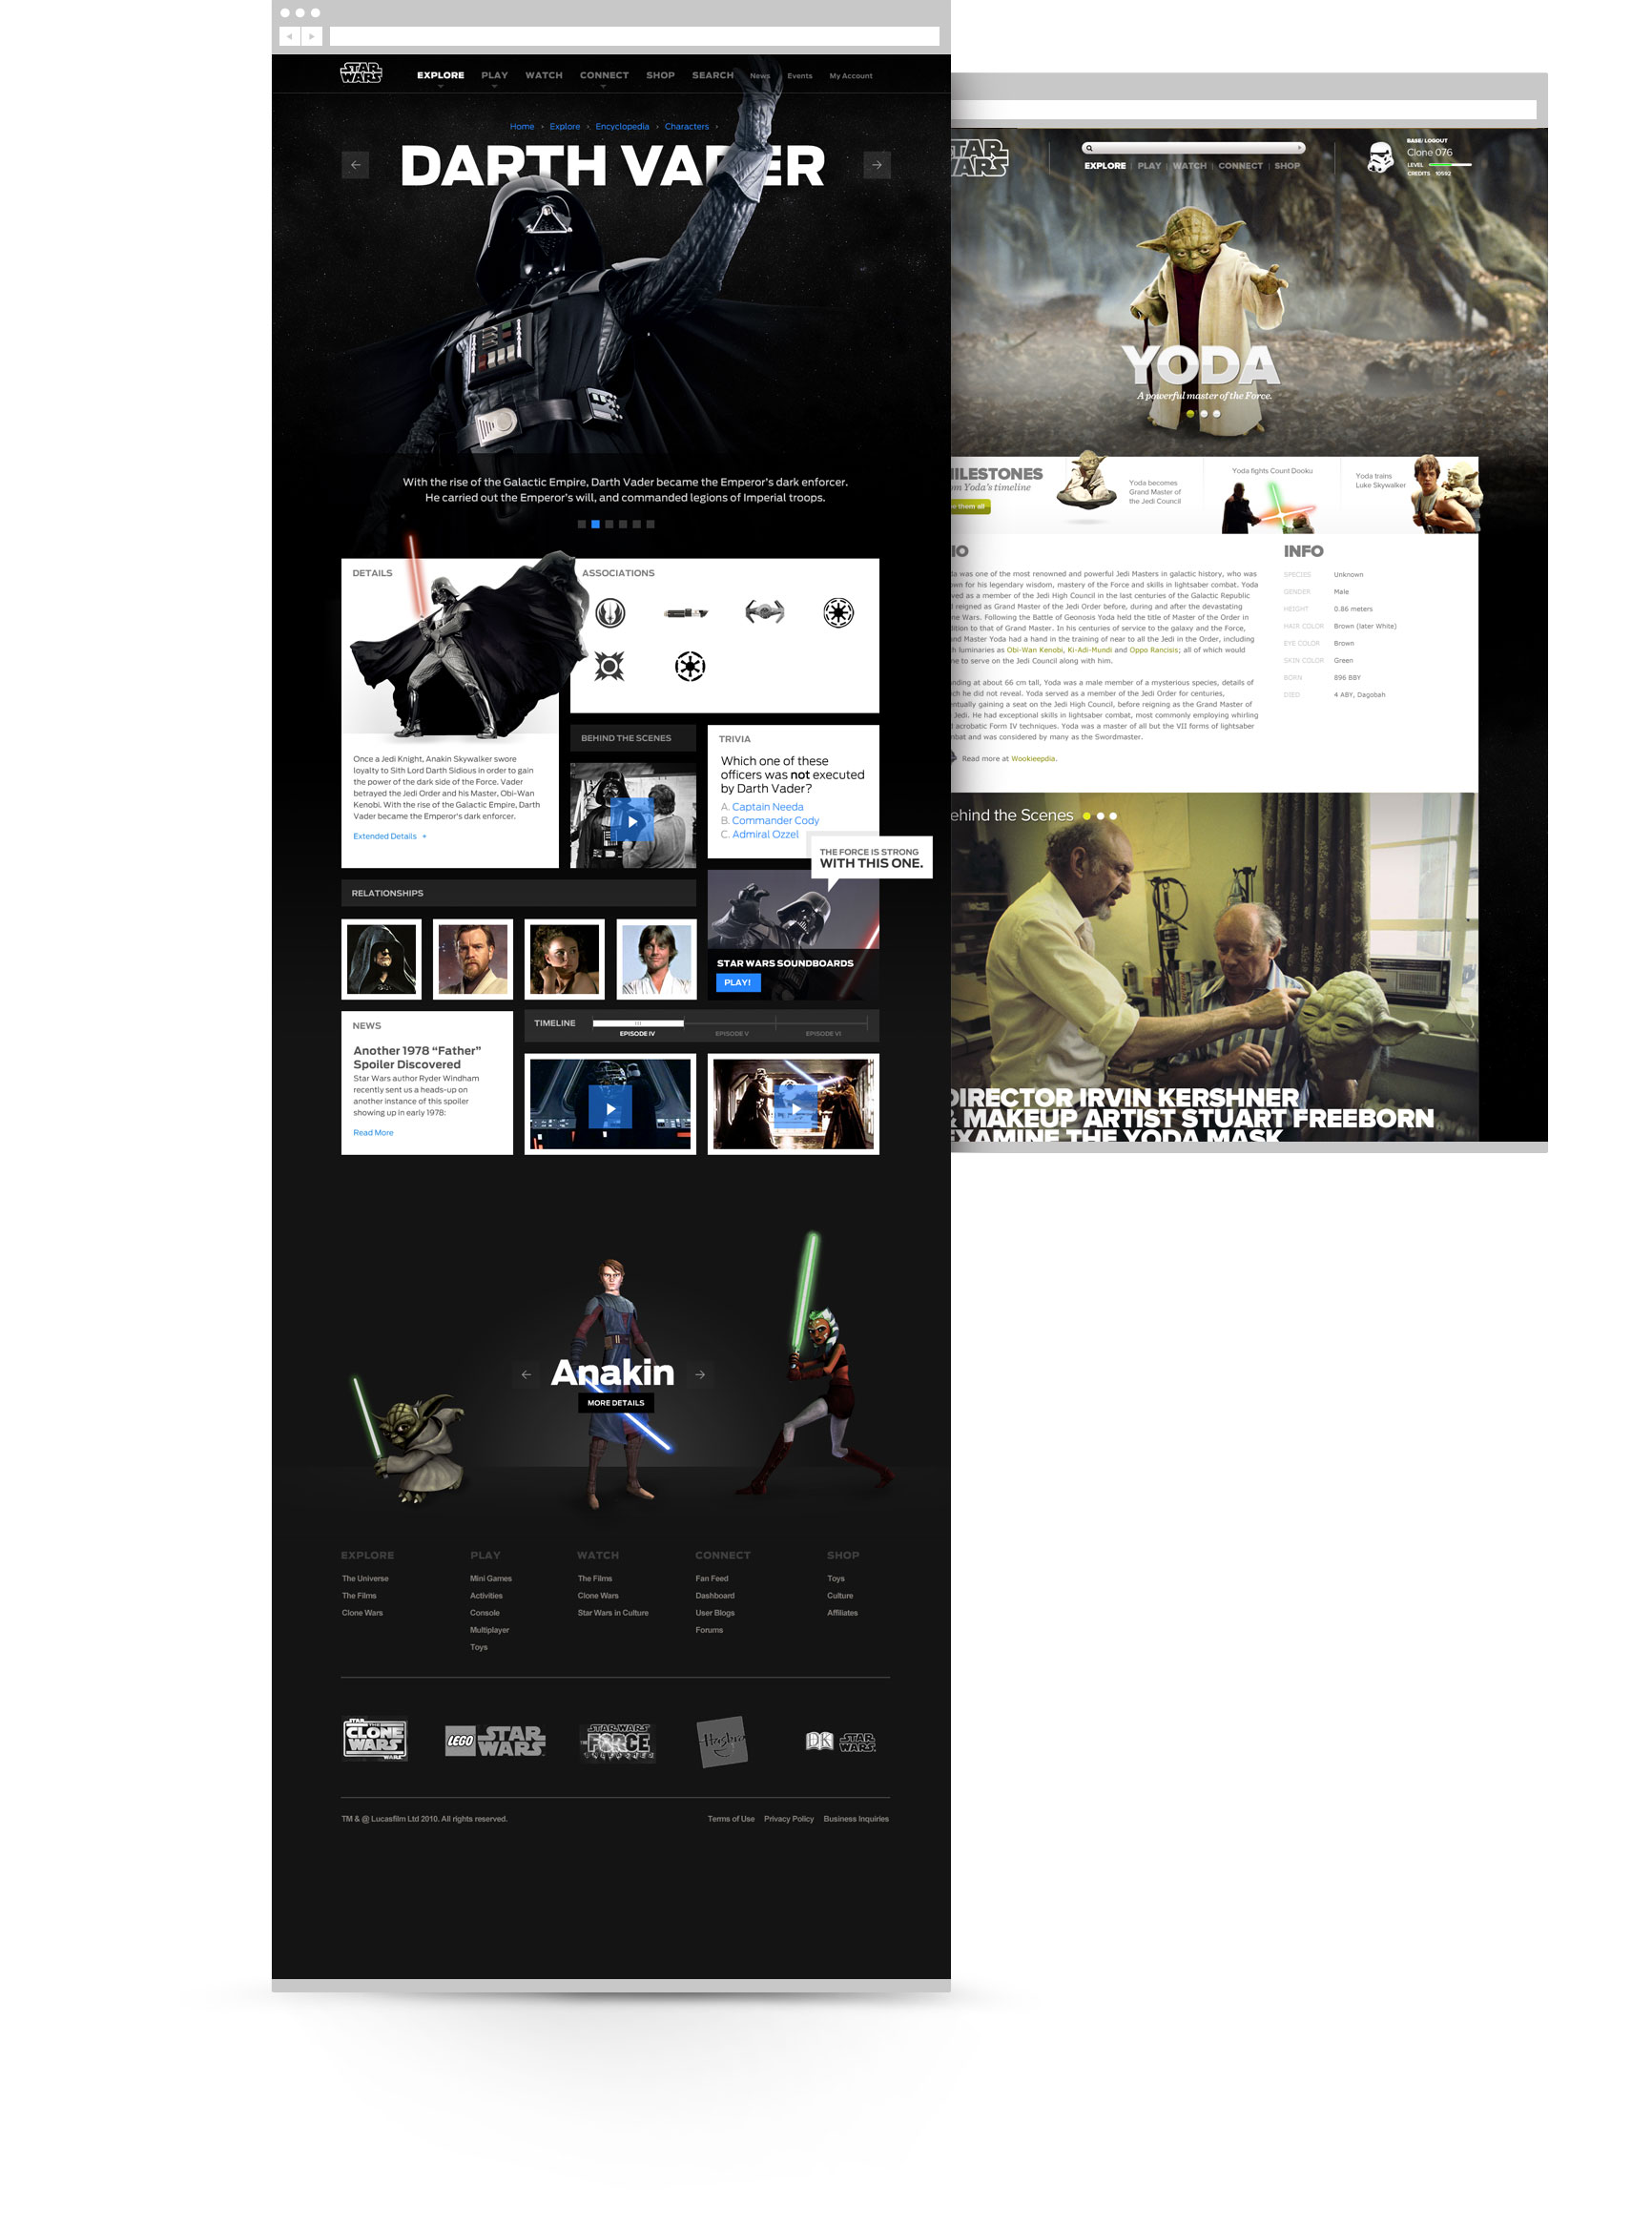 STAR WARS
EXPLORE PLAY WATCH CONNECT SHOP SEARCH News Events My Account
Home › Explore › Encyclopedia › Characters ›
DARTH VADER
With the rise of the Galactic Empire, Darth Vader became the Emperor's dark enforcer.
He carried out the Emperor's will, and commanded legions of Imperial troops.
DETAILS
Once a Jedi Knight, Anakin Skywalker swore
loyalty to Sith Lord Darth Sidious in order to gain
the power of the dark side of the Force. Vader
betrayed the Jedi Order and his Master, Obi-Wan
Kenobi. With the rise of the Galactic Empire, Darth
Vader became the Emperor's dark enforcer.
Extended Details +
ASSOCIATIONS
BEHIND THE SCENES
TRIVIA
Which one of these
officers was not executed
by Darth Vader?
A. Captain Needa
B. Commander Cody
C. Admiral Ozzel
THE FORCE IS STRONG
WITH THIS ONE.
STAR WARS SOUNDBOARDS
PLAY!
RELATIONSHIPS
NEWS
Another 1978 “Father”
Spoiler Discovered
Star Wars author Ryder Windham
recently sent us a heads-up on
another instance of this spoiler
showing up in early 1978:
Read More
TIMELINE
EPISODE IV EPISODE V EPISODE VI
Anakin
MORE DETAILS
EXPLORE
The Universe
The Films
Clone Wars
PLAY
Mini Games
Activities
Console
Multiplayer
Toys
WATCH
The Films
Clone Wars
Star Wars in Culture
CONNECT
Fan Feed
Dashboard
User Blogs
Forums
SHOP
Toys
Culture
Affiliates
STAR THE CLONE WARS
LEGO STAR WARS
STAR WARS THE FORCE UNLEASHED
Hasbro
DK STAR WARS
TM & @ Lucasfilm Ltd 2010. All rights reserved.
Terms of Use Privacy Policy Business Inquiries
STAR WARS
EXPLORE | PLAY | WATCH | CONNECT | SHOP
BASE/ LOGOUT
Clone 076
LEVEL
CREDITS 10592
YODA
A powerful master of the Force.
ILESTONES
m Yoda's timeline
e them all
Yoda becomes
Grand Master of
the Jedi Council
Yoda fights Count Dooku
Yoda trains
Luke Skywalker
IO
a was one of the most renowned and powerful Jedi Masters in galactic history, who was
wn for his legendary wisdom, mastery of the Force and skills in lightsaber combat. Yoda
ved as a member of the Jedi High Council in the last centuries of the Galactic Republic
reigned as Grand Master of the Jedi Order before, during and after the devastating
ne Wars. Following the Battle of Geonosis Yoda held the title of Master of the Order in
ition to that of Grand Master. In his centuries of service to the galaxy and the Force,
nd Master Yoda had a hand in the training of near to all the Jedi in the Order, including
h luminaries as Obi-Wan Kenobi, Ki-Adi-Mundi and Oppo Rancisis; all of which would
ne to serve on the Jedi Council along with him.
nding at about 66 cm tall, Yoda was a male member of a mysterious species, details of
ch he did not reveal. Yoda served as a member of the Jedi Order for centuries,
ntually gaining a seat on the Jedi High Council, before reigning as the Grand Master of
Jedi. He had exceptional skills in lightsaber combat, most commonly employing whirling
acrobatic Form IV techniques. Yoda was a master of all but the VII forms of lightsaber
bat and was considered by many as the Swordmaster.
Read more at Wookieepdia.
INFO
SPECIES Unknown
GENDER Male
HEIGHT 0.86 meters
HAIR COLOR Brown (later White)
EYE COLOR Brown
SKIN COLOR Green
BORN 896 BBY
DIED 4 ABY, Dagobah
ehind the Scenes
DIRECTOR IRVIN KERSHNER
& MAKEUP ARTIST STUART FREEBORN
EXAMINE THE YODA MASK